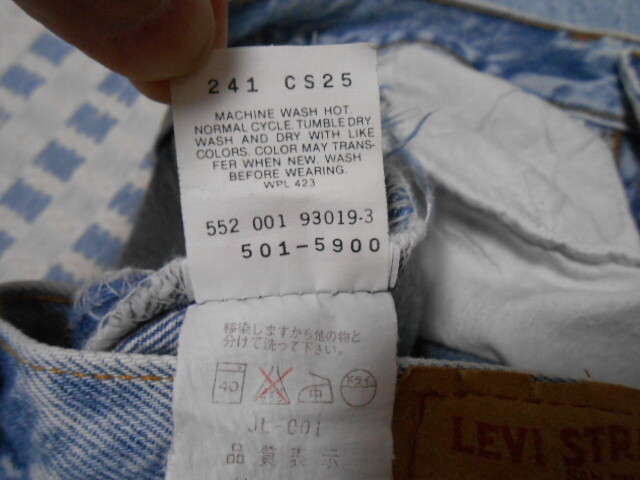 241 CS25
MACHINE WASH HOT.
NORMAL CYCLE. TUMBLE DRY
WASH AND DRY WITH LIKE
COLORS. COLOR MAY TRANS-
FER WHEN NEW. WASH
BEFORE WEARING.
WPL 423
552 001 93019-3
501-5900
移染しますから他の物と
分けて洗って下さい。
40 中 ドライ
JL-001
品質表示
LEVI STR